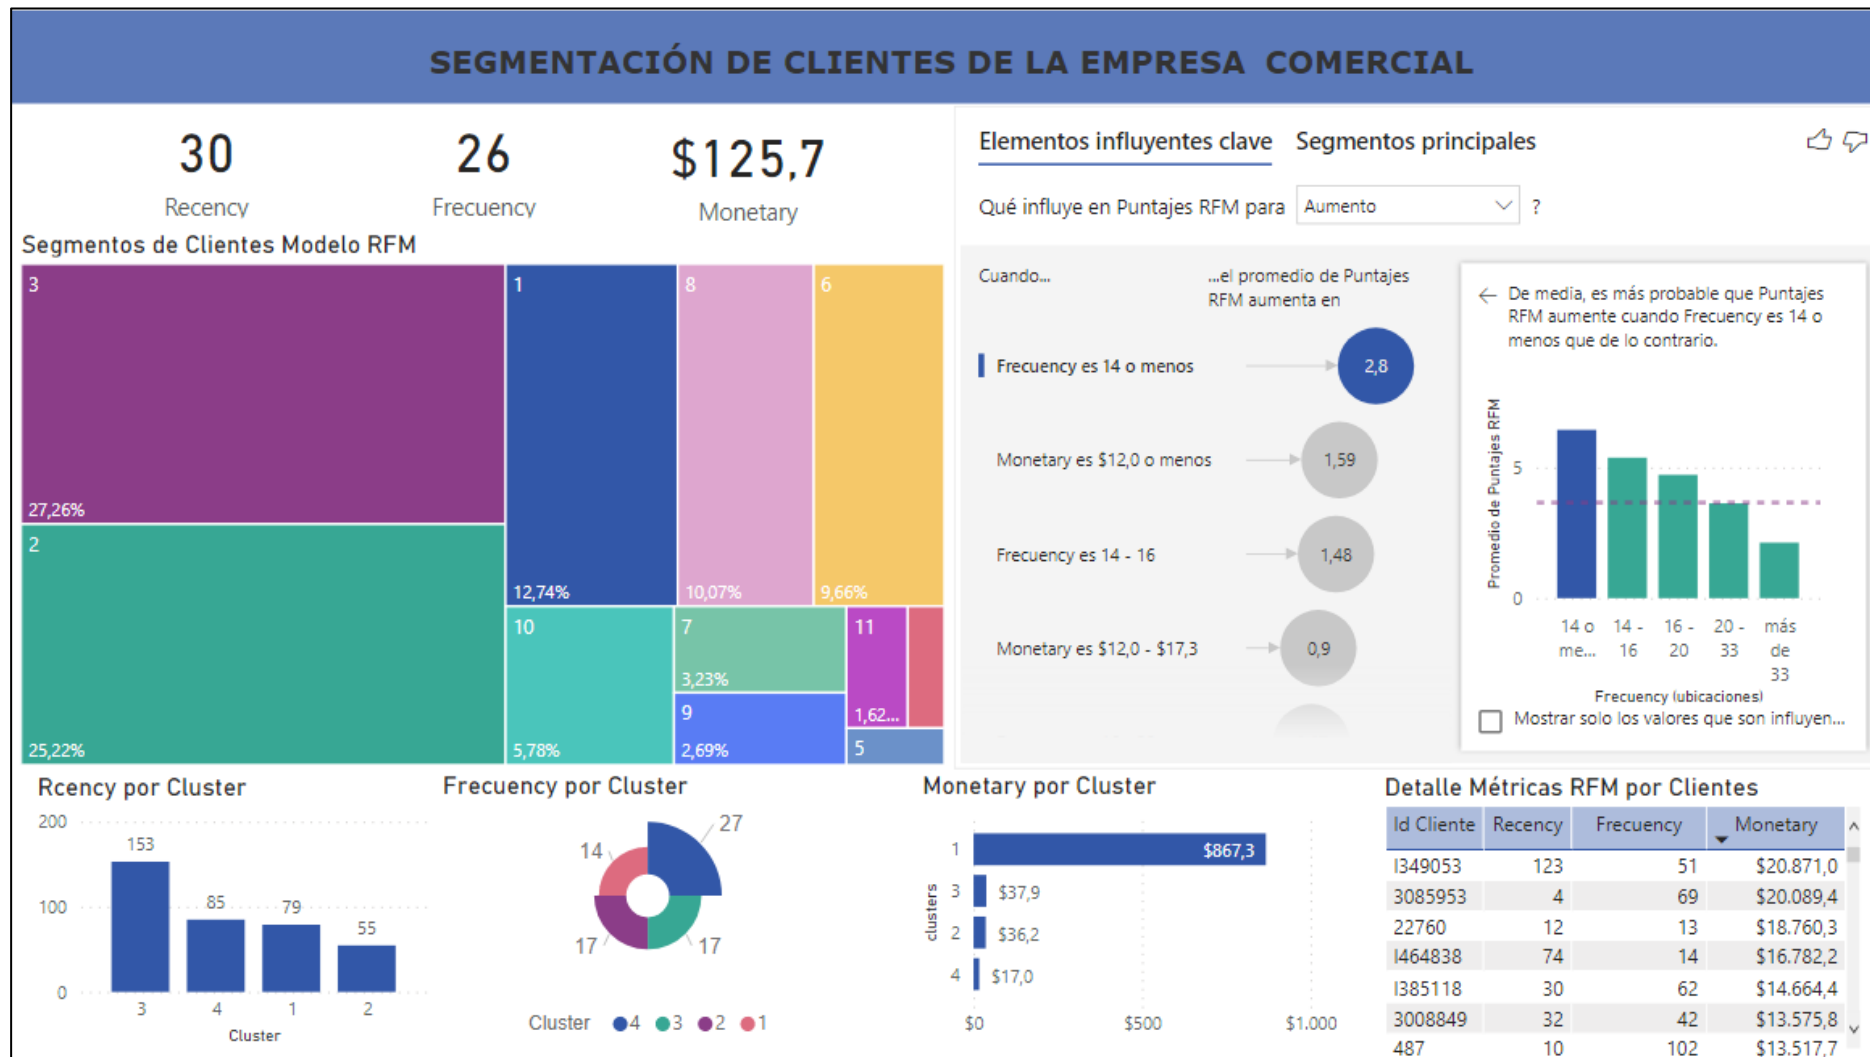 SEGMENTACIÓN DE CLIENTES DE LA EMPRESA  COMERCIAL
30
Recency
26
Frecuency
$125,7
Monetary
Segmentos de Clientes Modelo RFM
3
27,26%
2
25,22%
1
12,74%
8
10,07%
6
9,66%
10
5,78%
7
3,23%
9
2,69%
11
1,62...
5
Elementos influyentes clave
Segmentos principales
Qué influye en Puntajes RFM para
Aumento
?
Cuando...
...el promedio de Puntajes
RFM aumenta en
Frecuency es 14 o menos
2,8
Monetary es $12,0 o menos
1,59
Frecuency es 14 - 16
1,48
Monetary es $12,0 - $17,3
0,9
De media, es más probable que Puntajes
RFM aumente cuando Frecuency es 14 o
menos que de lo contrario.
Promedio de Puntajes RFM
5
0
14 o
me...
14 -
16
16 -
20
20 -
33
más
de
33
Frecuency (ubicaciones)
Mostrar solo los valores que son influyen...
Rcency por Cluster
200
100
0
153
85
79
55
3
4
1
2
Cluster
Frecuency por Cluster
27
14
17
17
Cluster
4
3
2
1
Monetary por Cluster
clusters
1
$867,3
3
$37,9
2
$36,2
4
$17,0
$0
$500
$1.000
Detalle Métricas RFM por Clientes
Id Cliente Recency Frecuency Monetary
I349053 123 51 $20.871,0
3085953 4 69 $20.089,4
22760 12 13 $18.760,3
I464838 74 14 $16.782,2
I385118 30 62 $14.664,4
3008849 32 42 $13.575,8
487 10 102 $13.517,7